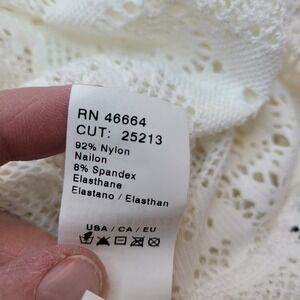 RN 46664
CUT: 25213
92% Nylon
Nailon
8% Spandex
Elasthane
Elastano / Elasthan
USA / CA / EU